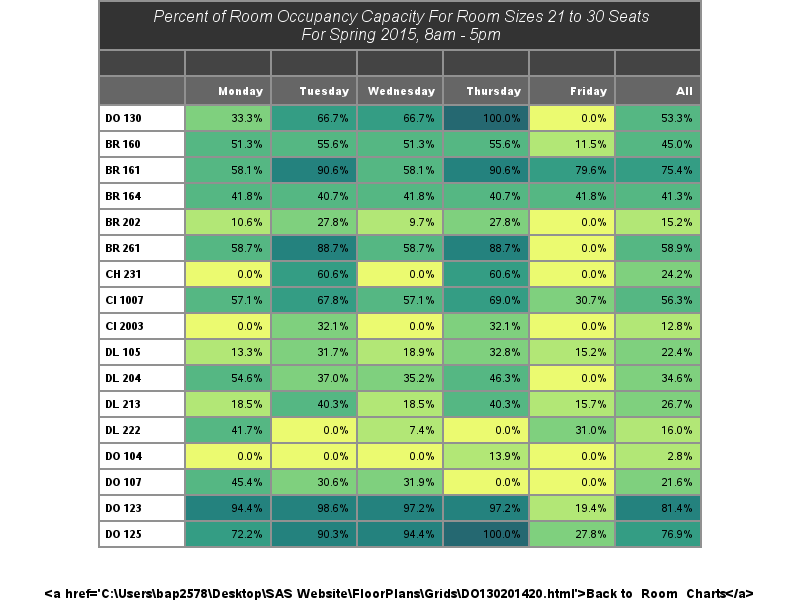 Percent of Room Occupancy Capacity For Room Sizes 21 to 30 Seats
For Spring 2015, 8am - 5pm
Monday Tuesday Wednesday Thursday Friday All
DO 130 33.3% 66.7% 66.7% 100.0% 0.0% 53.3%
BR 160 51.3% 55.6% 51.3% 55.6% 11.5% 45.0%
BR 161 58.1% 90.6% 58.1% 90.6% 79.6% 75.4%
BR 164 41.8% 40.7% 41.8% 40.7% 41.8% 41.3%
BR 202 10.6% 27.8% 9.7% 27.8% 0.0% 15.2%
BR 261 58.7% 88.7% 58.7% 88.7% 0.0% 58.9%
CH 231 0.0% 60.6% 0.0% 60.6% 0.0% 24.2%
CI 1007 57.1% 67.8% 57.1% 69.0% 30.7% 56.3%
CI 2003 0.0% 32.1% 0.0% 32.1% 0.0% 12.8%
DL 105 13.3% 31.7% 18.9% 32.8% 15.2% 22.4%
DL 204 54.6% 37.0% 35.2% 46.3% 0.0% 34.6%
DL 213 18.5% 40.3% 18.5% 40.3% 15.7% 26.7%
DL 222 41.7% 0.0% 7.4% 0.0% 31.0% 16.0%
DO 104 0.0% 0.0% 0.0% 13.9% 0.0% 2.8%
DO 107 45.4% 30.6% 31.9% 0.0% 0.0% 21.6%
DO 123 94.4% 98.6% 97.2% 97.2% 19.4% 81.4%
DO 125 72.2% 90.3% 94.4% 100.0% 27.8% 76.9%
<a href='C:\Users\bap2578\Desktop\SAS Website\FloorPlans\Grids\DO130201420.html'>Back to Room Charts</a>